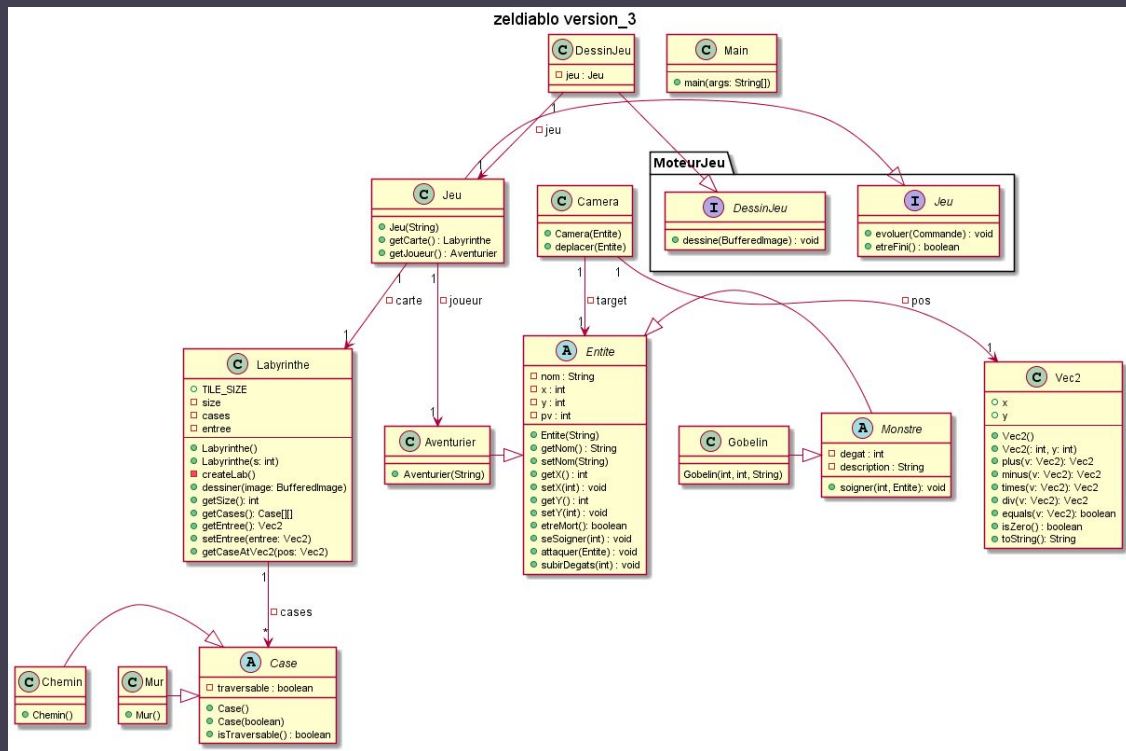 zeldiablo version_3
C DessinJeu
jeu : Jeu
C Main
main(args: String[])
1
jeu
1
MoteurJeu
I DessinJeu
dessine(BufferedImage) : void
I Jeu
evoluer(Commande) : void
etreFini() : boolean
C Jeu
Jeu(String)
getCarte() : Labyrinthe
getJoueur() : Aventurier
C Camera
Camera(Entite)
deplacer(Entite)
1
carte
1
1
joueur
1
1
target
1
1
pos
1
C Labyrinthe
TILE_SIZE
size
cases
entree
Labyrinthe()
Labyrinthe(s: int)
createLab()
dessiner(image: BufferedImage)
getSize(): int
getCases(): Case[][]
getEntree(): Vec2
setEntree(entree: Vec2)
getCaseAtVec2(pos: Vec2)
C Aventurier
Aventurier(String)
A Entite
nom : String
x : int
y : int
pv : int
Entite(String)
getNom() : String
setNom(String)
getX() : int
setX(int) : void
getY() : int
setY(int) : void
etreMort(): boolean
seSoigner(int) : void
attaquer(Entite) : void
subirDegats(int) : void
C Gobelin
Gobelin(int, int, String)
A Monstre
degat : int
description : String
soigner(int, Entite): void
C Vec2
x
y
Vec2()
Vec2(: int, y: int)
plus(v: Vec2): Vec2
minus(v: Vec2): Vec2
times(v: Vec2): Vec2
div(v: Vec2): Vec2
equals(v: Vec2): boolean
isZero() : boolean
toString(): String
1
cases
*
C Chemin
Chemin()
C Mur
Mur()
A Case
traversable : boolean
Case()
Case(boolean)
isTraversable() : boolean